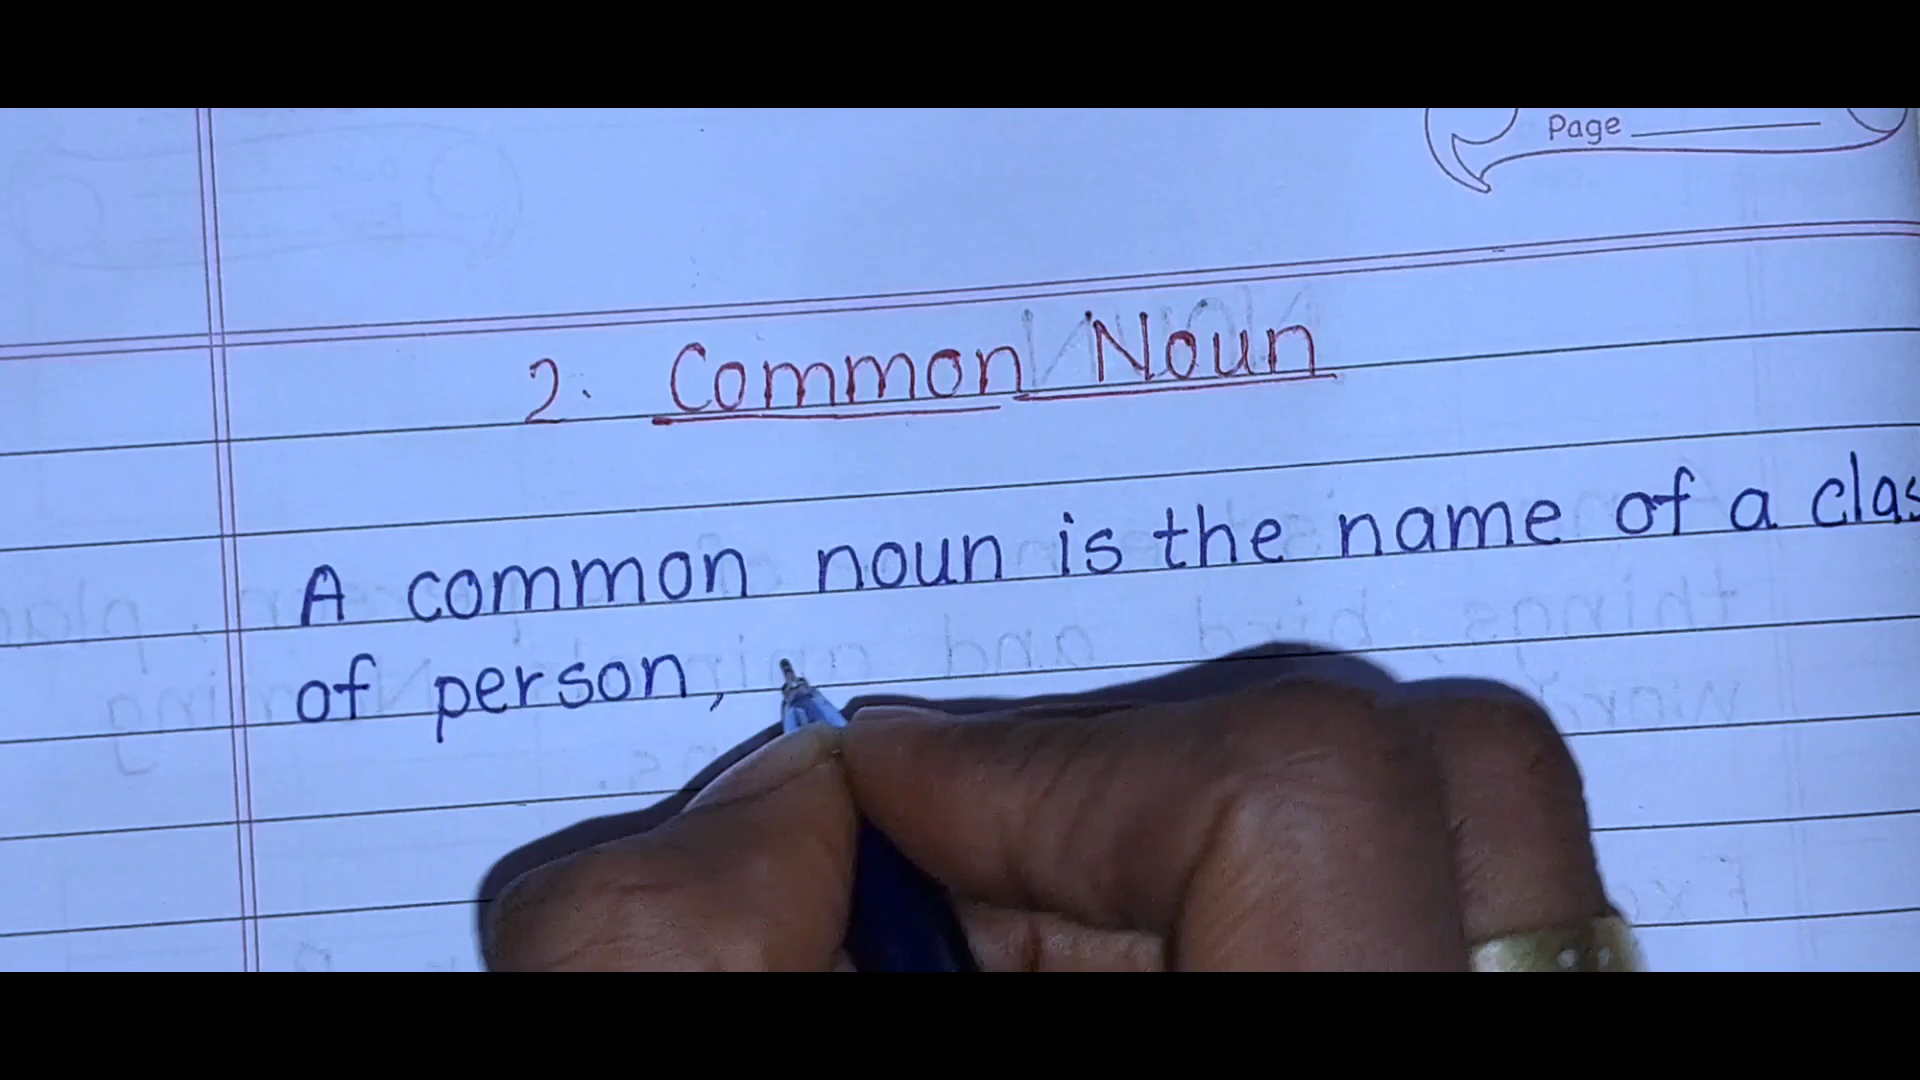 Page
2. Common Noun
A common noun is the name of a clas
of person,